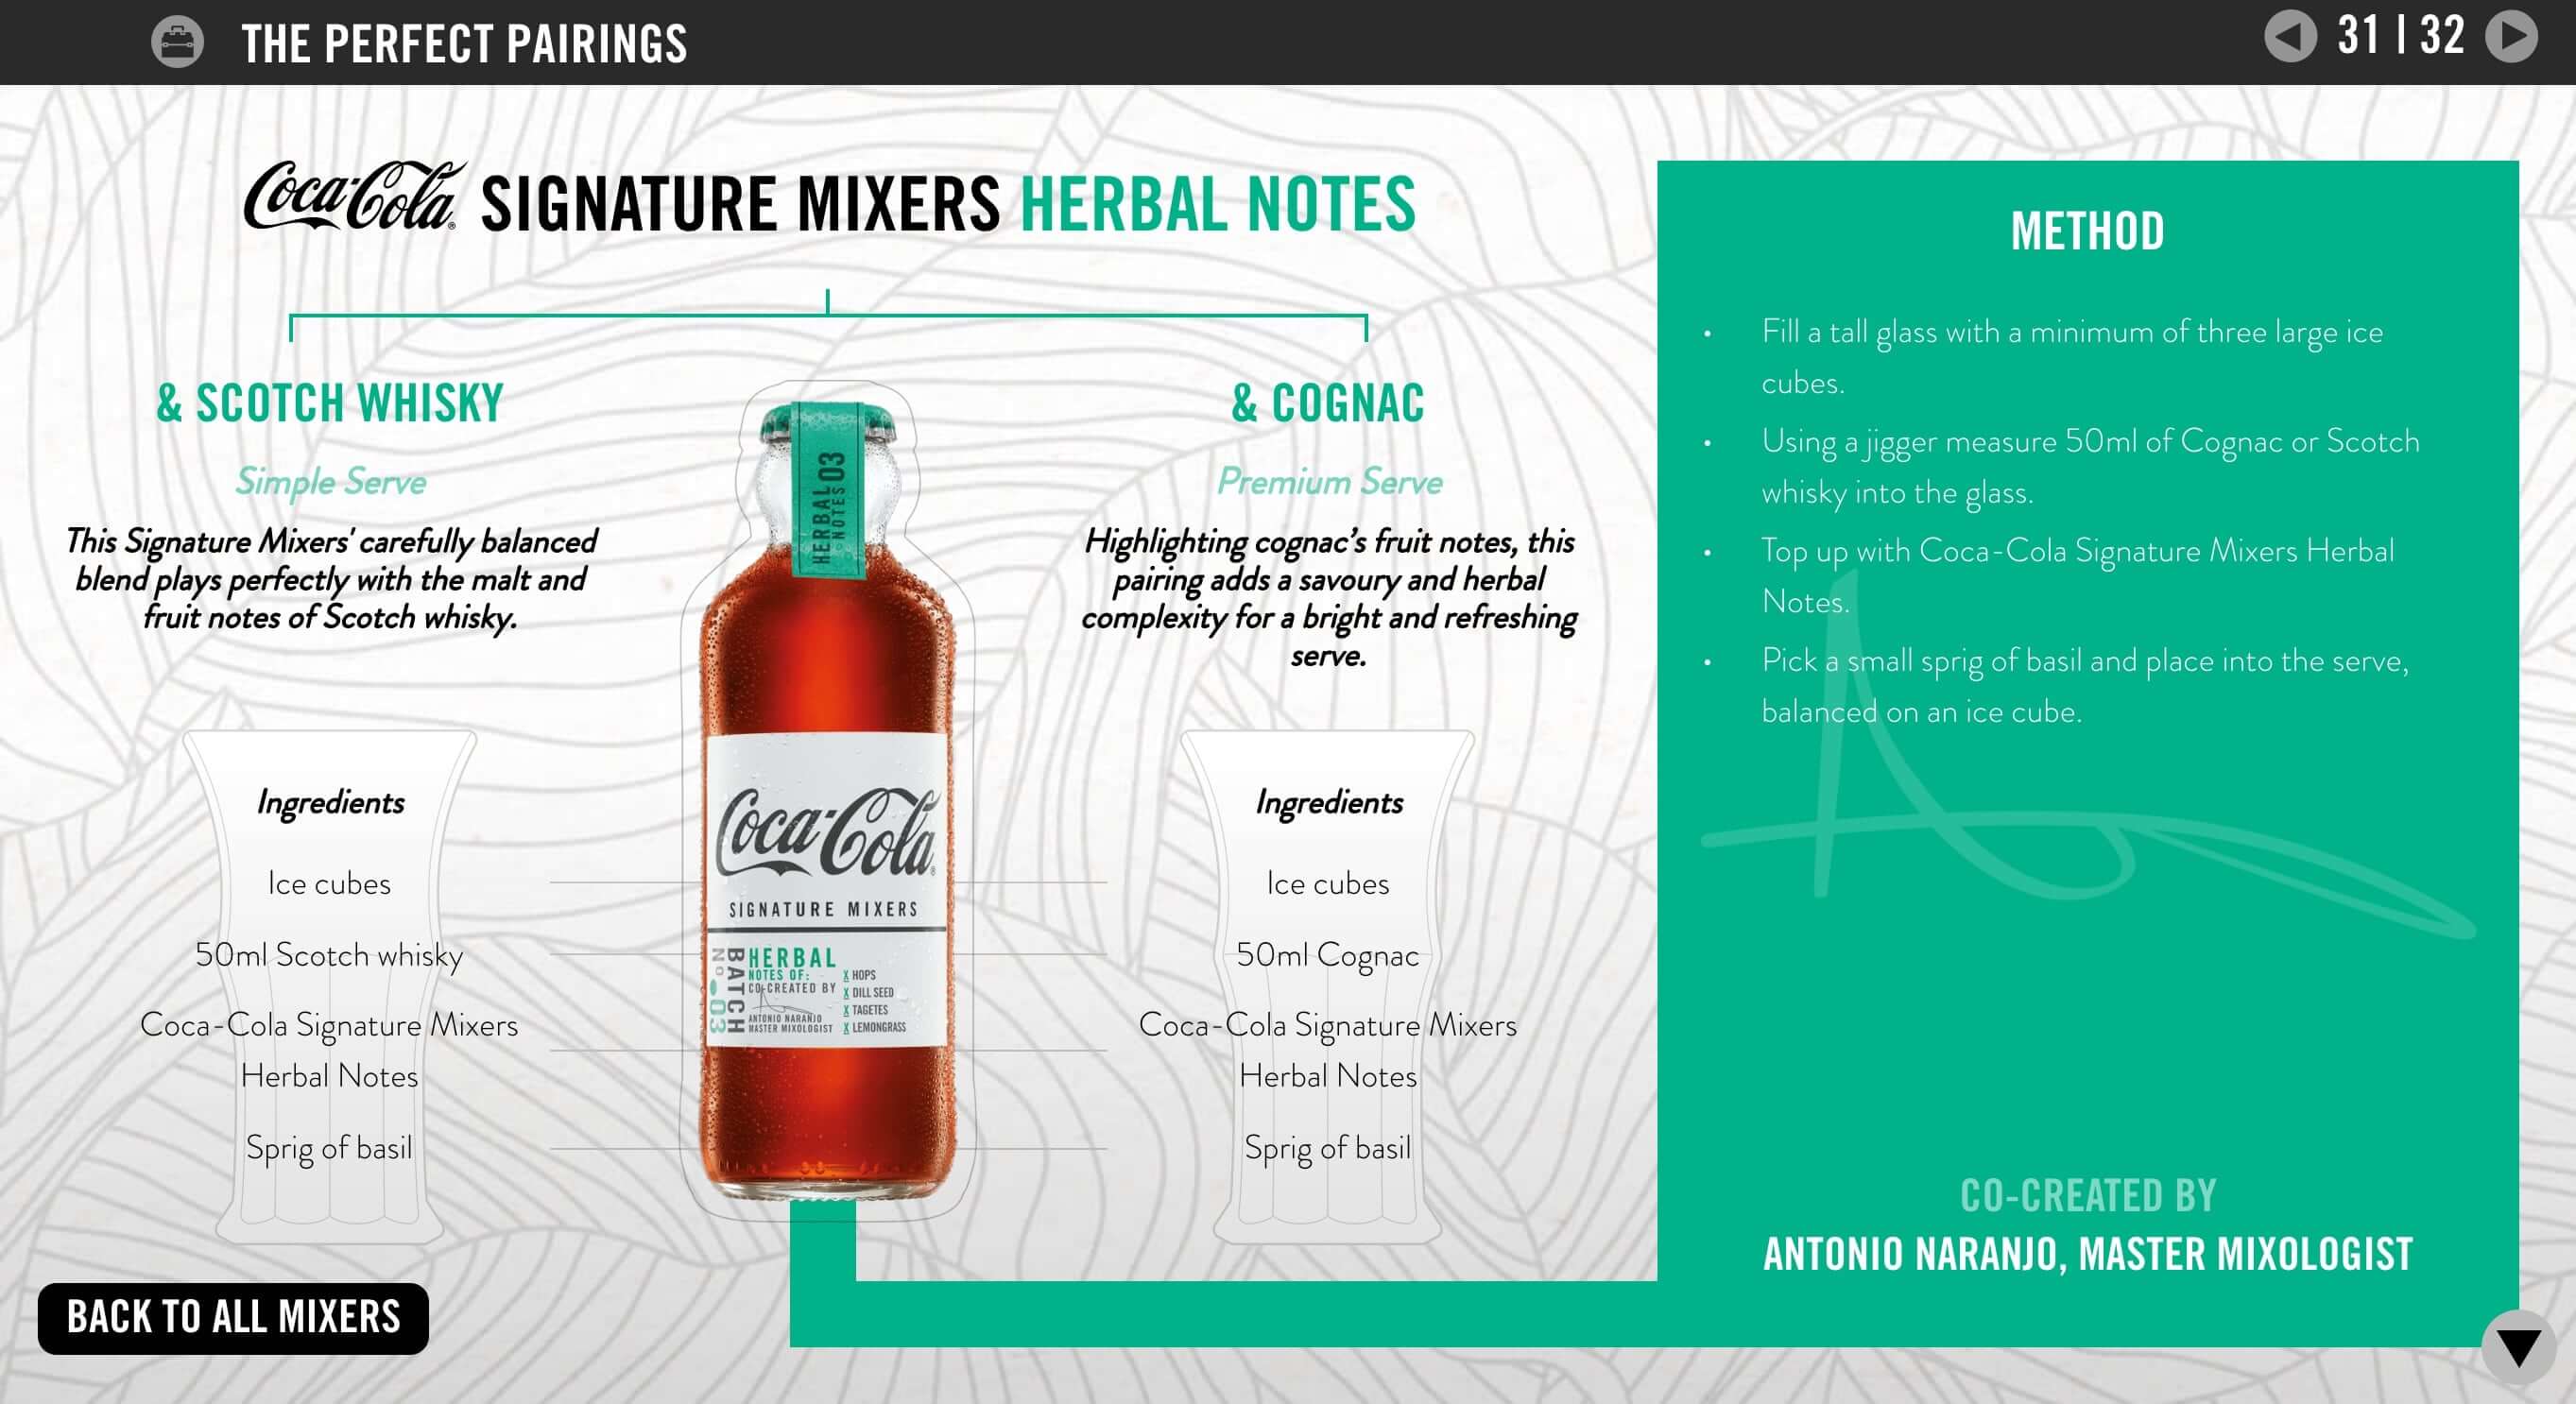 THE PERFECT PAIRINGS
31 | 32
Coca-Cola® SIGNATURE MIXERS HERBAL NOTES
& SCOTCH WHISKY
Simple Serve
This Signature Mixers' carefully balanced
blend plays perfectly with the malt and
fruit notes of Scotch whisky.
Ingredients
Ice cubes
50ml Scotch whisky
Coca-Cola Signature Mixers
Herbal Notes
Sprig of basil
HERBAL
NOTES
03
Coca-Cola®
SIGNATURE MIXERS
BATCH
No 03
HERBAL
NOTES OF:
CO-CREATED BY
ANTONIO NARANJO
MASTER MIXOLOGIST
X HOPS
X DILL SEED
X TAGETES
X LEMONGRASS
& COGNAC
Premium Serve
Highlighting cognac’s fruit notes, this
pairing adds a savoury and herbal
complexity for a bright and refreshing
serve.
Ingredients
Ice cubes
50ml Cognac
Coca-Cola Signature Mixers
Herbal Notes
Sprig of basil
METHOD
• Fill a tall glass with a minimum of three large ice
cubes.
• Using a jigger measure 50ml of Cognac or Scotch
whisky into the glass.
• Top up with Coca-Cola Signature Mixers Herbal
Notes.
• Pick a small sprig of basil and place into the serve,
balanced on an ice cube.
CO-CREATED BY
ANTONIO NARANJO, MASTER MIXOLOGIST
BACK TO ALL MIXERS